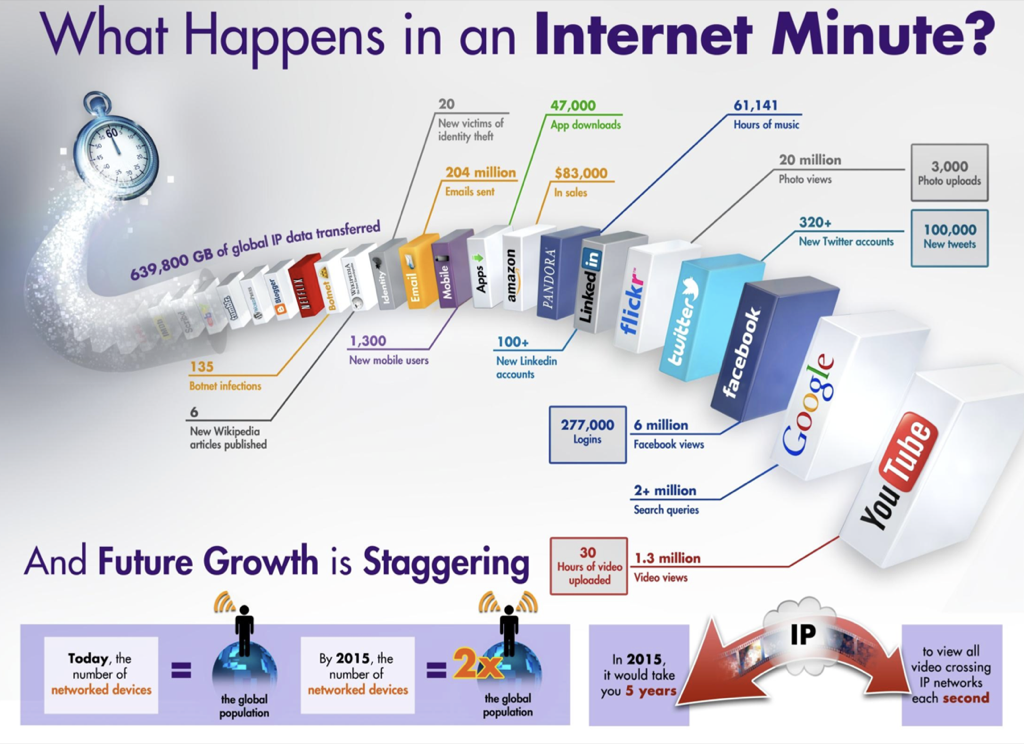 What Happens in an Internet Minute?
60
20
New victims of
identity theft
47,000
App downloads
61,141
Hours of music
204 million
Emails sent
$83,000
In sales
20 million
Photo views
3,000
Photo uploads
320+
New Twitter accounts
100,000
New tweets
639,800 GB of global IP data transferred
NETFLIX
Botnet
WIKIPEDIA
Identity
Email
Mobile
Apps
amazon
PANDORA
Linked in
flickr
twitter
facebook
Google
YouTube
135
Botnet infections
6
New Wikipedia
articles published
1,300
New mobile users
100+
New Linkedin
accounts
277,000
Logins
6 million
Facebook views
2+ million
Search queries
30
Hours of video
uploaded
1.3 million
Video views
And Future Growth is Staggering
Today, the
number of
networked devices
=
the global
population
By 2015, the
number of
networked devices
= 2x
the global
population
In 2015,
it would take
you 5 years
IP
to view all
video crossing
IP networks
each second